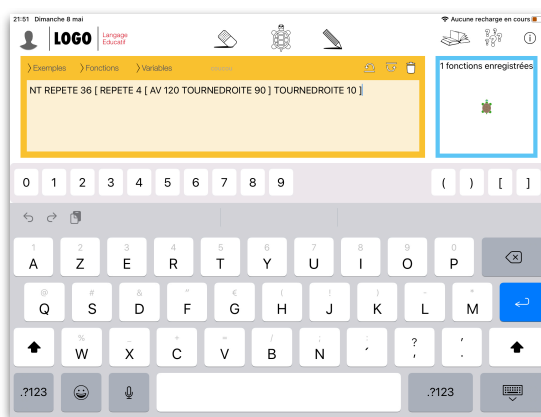 21:51 Dimanche 8 mai
Aucune recharge en cours
LOGO Langage Educatif
〉Exemples 〉Fonctions 〉Variables
1 fonctions enregistrées
NT REPETE 36 [ REPETE 4 [ AV 120 TOURNEDROITE 90 ] TOURNEDROITE 10 ]
0 1 2 3 4 5 6 7 8 9 ( ) [ ]
1 2 3 4 5 6 7 8 9 0
A Z E R T Y U I O P
@ # & " € ( ! ) - *
Q S D F G H J K L M
% _ + = / ; : ? '
W X C V B N ´ , .
.?123 .?123